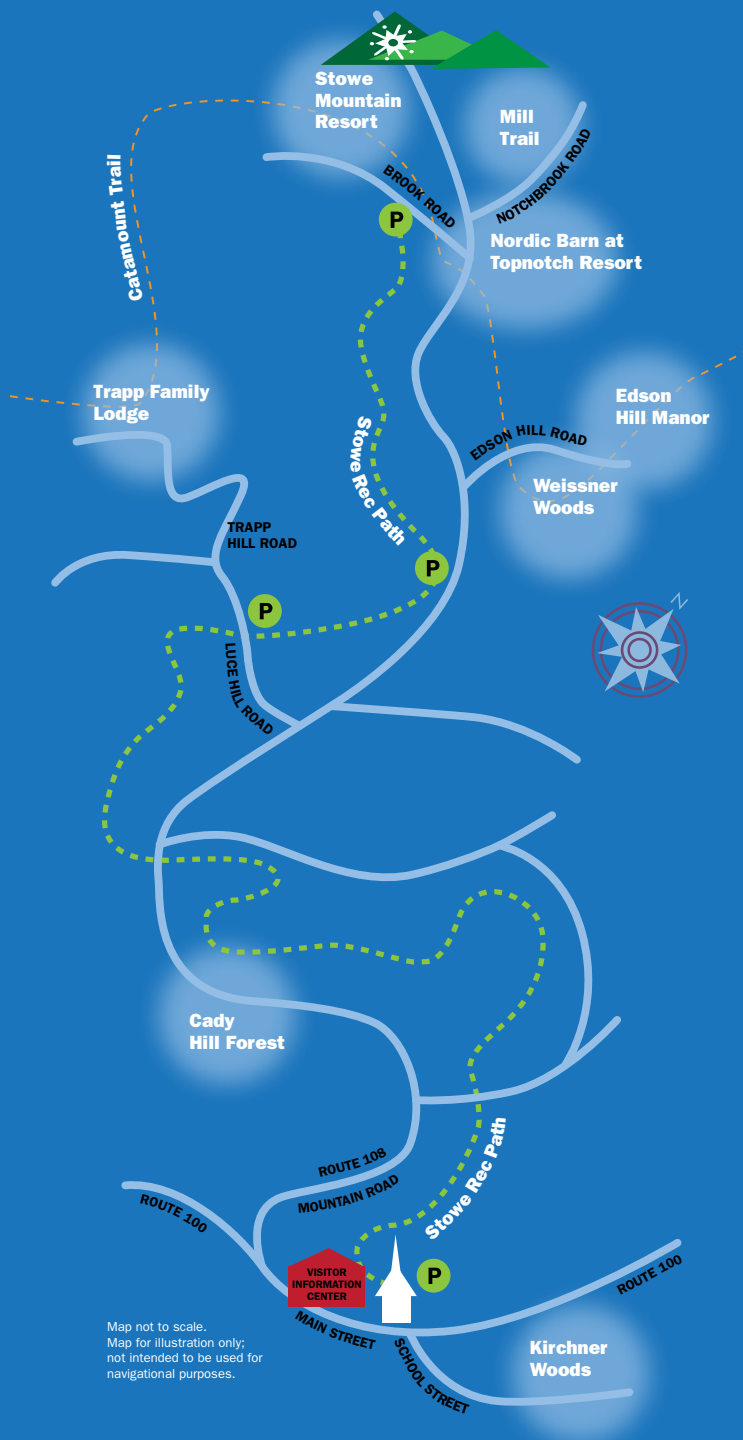 Stowe
Mountain
Resort
Mill
Trail
BROOK ROAD
NOTCHBROOK ROAD
Catamount Trail
P
Nordic Barn at
Topnotch Resort
Trapp Family
Lodge
Edson
Hill Manor
Stowe Rec Path
EDSON HILL ROAD
Weissner
Woods
TRAPP
HILL ROAD
P
P
N
LUCE HILL ROAD
Cady
Hill Forest
Stowe Rec Path
ROUTE 108
MOUNTAIN ROAD
ROUTE 100
VISITOR
INFORMATION
CENTER
P
ROUTE 100
MAIN STREET
SCHOOL STREET
Kirchner
Woods
Map not to scale.
Map for illustration only;
not intended to be used for
navigational purposes.